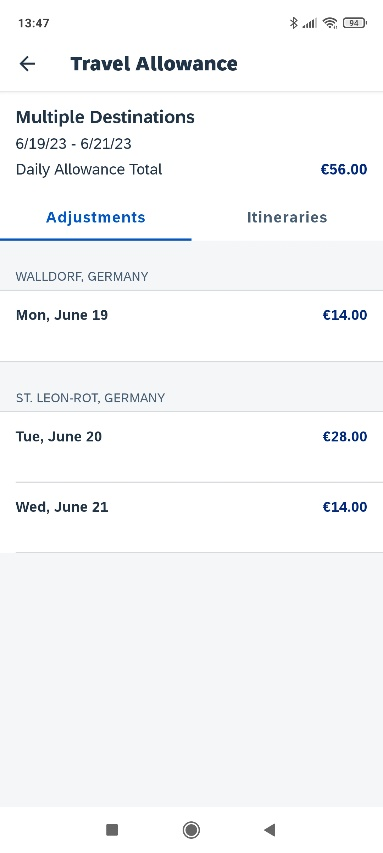 13:47
94
Travel Allowance
Multiple Destinations
6/19/23 - 6/21/23
Daily Allowance Total €56.00
Adjustments Itineraries
WALLDORF, GERMANY
Mon, June 19 €14.00
ST. LEON-ROT, GERMANY
Tue, June 20 €28.00
Wed, June 21 €14.00